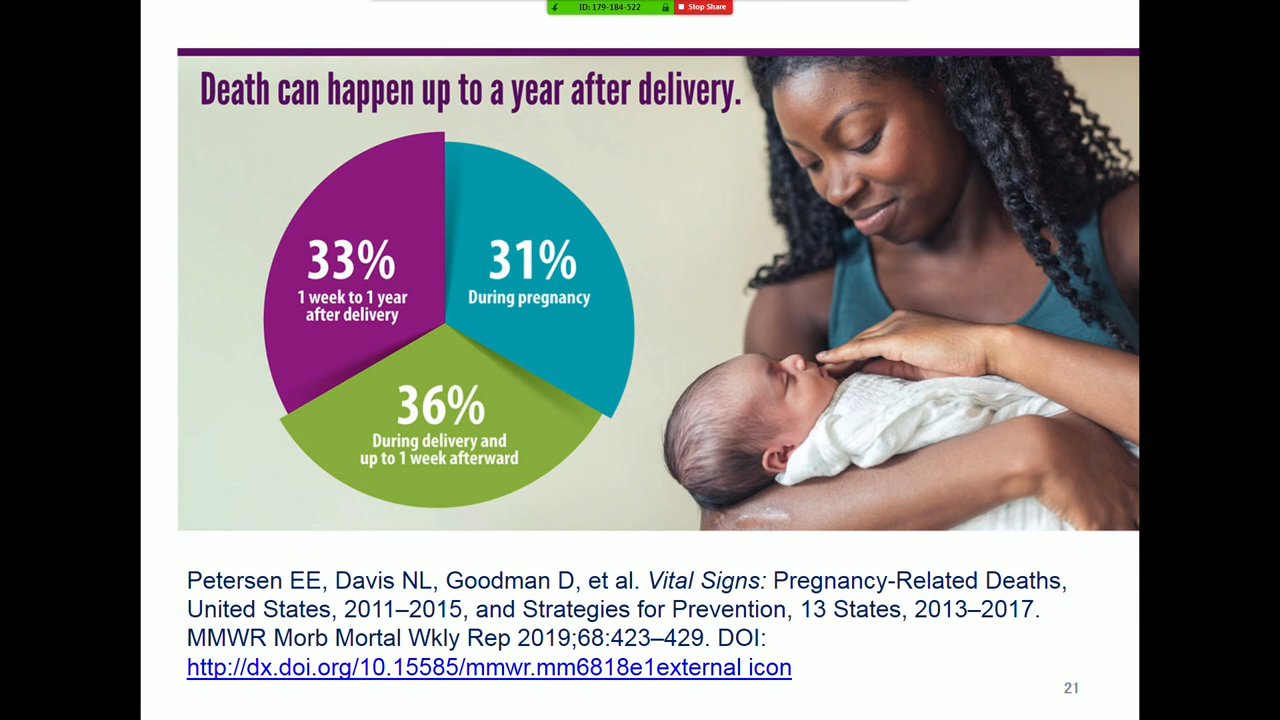 ID: 179-184-522
Stop Share
Death can happen up to a year after delivery.
33%
1 week to 1 year
after delivery
31%
During pregnancy
36%
During delivery and
up to 1 week afterward
Petersen EE, Davis NL, Goodman D, et al. Vital Signs: Pregnancy-Related Deaths,
United States, 2011–2015, and Strategies for Prevention, 13 States, 2013–2017.
MMWR Morb Mortal Wkly Rep 2019;68:423–429. DOI:
http://dx.doi.org/10.15585/mmwr.mm6818e1external icon
21